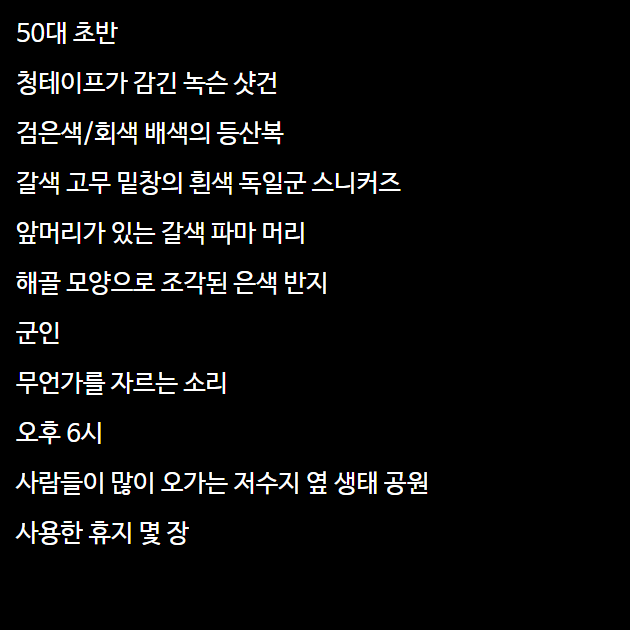 50대 초반
청테이프가 감긴 녹슨 샷건
검은색/회색 배색의 등산복
갈색 고무 밑창의 흰색 독일군 스니커즈
앞머리가 있는 갈색 파마 머리
해골 모양으로 조각된 은색 반지
군인
무언가를 자르는 소리
오후 6시
사람들이 많이 오가는 저수지 옆 생태 공원
사용한 휴지 몇 장